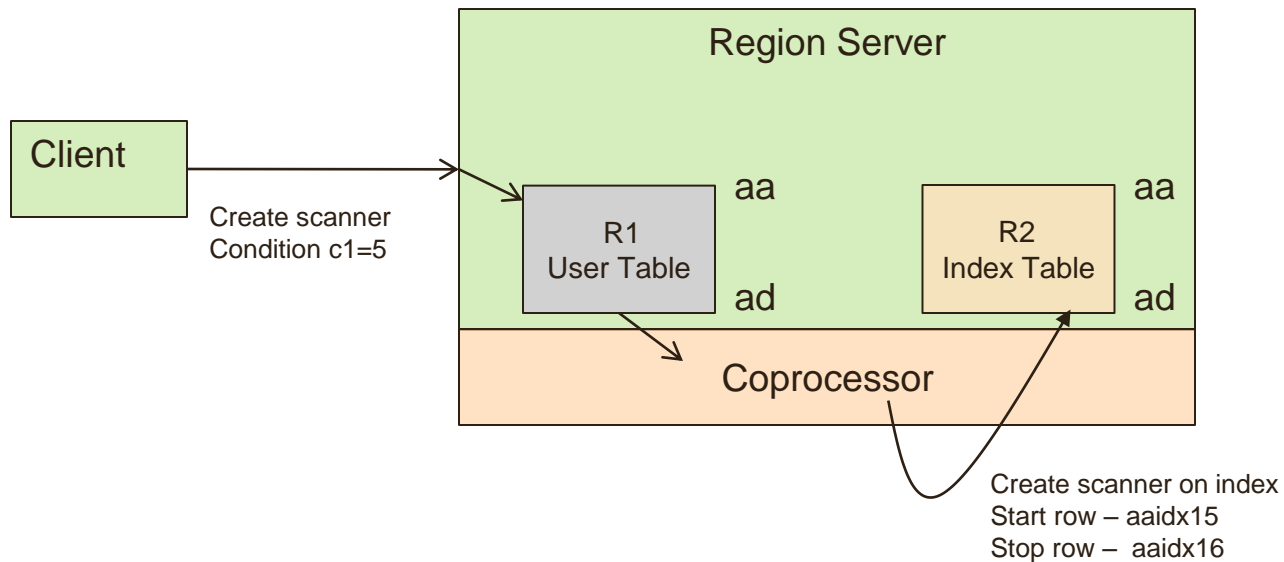 Region Server
Client
Create scanner
Condition c1=5
aa
R1
User Table
ad
aa
R2
Index Table
ad
Coprocessor
Create scanner on index
Start row – aaidx15
Stop row –  aaidx16